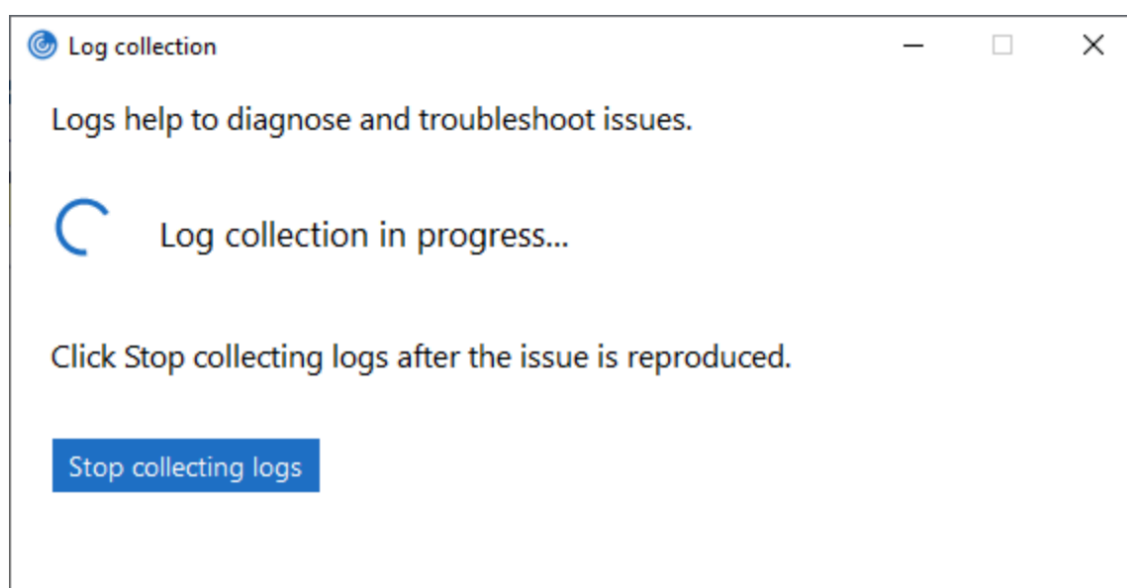 Log collection
Logs help to diagnose and troubleshoot issues.
Log collection in progress...
Click Stop collecting logs after the issue is reproduced.
Stop collecting logs